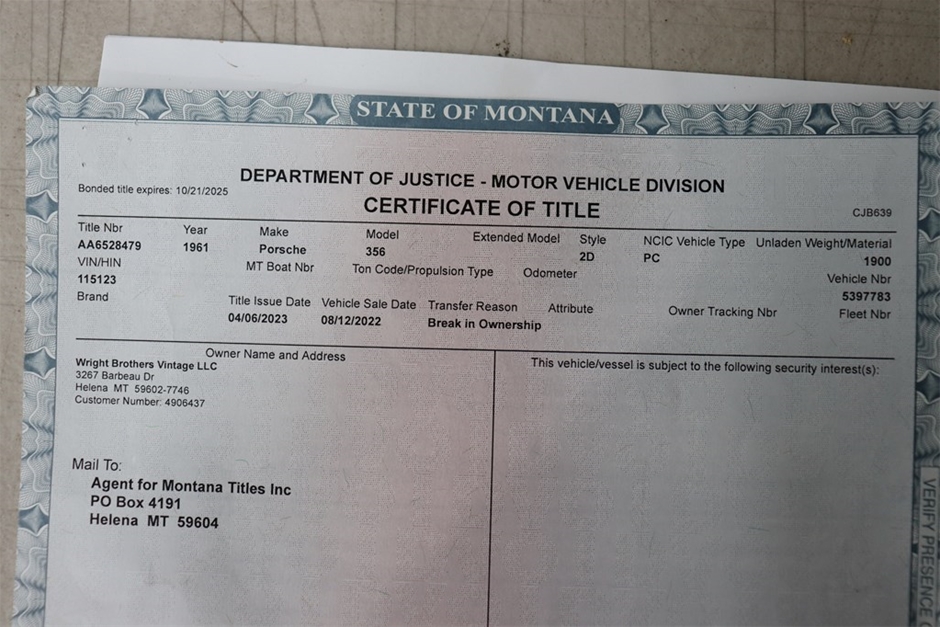 STATE OF MONTANA
DEPARTMENT OF JUSTICE - MOTOR VEHICLE DIVISION
Bonded title expires: 10/21/2025
CERTIFICATE OF TITLE
CJB639
Title Nbr Year Make Model Extended Model Style NCIC Vehicle Type Unladen Weight/Material
AA6528479 1961 Porsche 356 2D PC 1900
VIN/HIN MT Boat Nbr Ton Code/Propulsion Type Odometer Vehicle Nbr
115123 5397783
Brand Title Issue Date Vehicle Sale Date Transfer Reason Attribute Owner Tracking Nbr Fleet Nbr
04/06/2023 08/12/2022 Break in Ownership
Owner Name and Address
Wright Brothers Vintage LLC
3267 Barbeau Dr
Helena MT 59602-7746
Customer Number: 4906437
This vehicle/vessel is subject to the following security interest(s):
Mail To:
Agent for Montana Titles Inc
PO Box 4191
Helena MT 59604
VERIFY PRESENCE